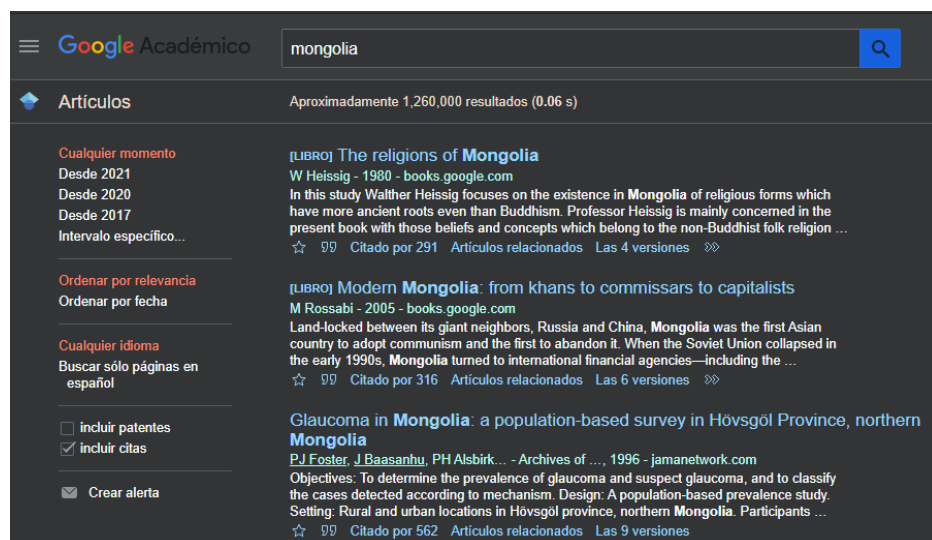 Google Académico
mongolia
Artículos
Aproximadamente 1,260,000 resultados (0.06 s)
Cualquier momento
Desde 2021
Desde 2020
Desde 2017
Intervalo específico...
Ordenar por relevancia
Ordenar por fecha
Cualquier idioma
Buscar sólo páginas en
español
incluir patentes
incluir citas
Crear alerta
[LIBRO] The religions of Mongolia
W Heissig - 1980 - books.google.com
In this study Walther Heissig focuses on the existence in Mongolia of religious forms which
have more ancient roots even than Buddhism. Professor Heissig is mainly concerned in the
present book with those beliefs and concepts which belong to the non-Buddhist folk religion ...
Citado por 291 Artículos relacionados Las 4 versiones
[LIBRO] Modern Mongolia: from khans to commissars to capitalists
M Rossabi - 2005 - books.google.com
Land-locked between its giant neighbors, Russia and China, Mongolia was the first Asian
country to adopt communism and the first to abandon it. When the Soviet Union collapsed in
the early 1990s, Mongolia turned to international financial agencies—including the ...
Citado por 316 Artículos relacionados Las 6 versiones
Glaucoma in Mongolia: a population-based survey in Hövsgöl Province, northern
Mongolia
PJ Foster, J Baasanhu, PH Alsbirk... - Archives of ..., 1996 - jamanetwork.com
Objectives: To determine the prevalence of glaucoma and suspect glaucoma, and to classify
the cases detected according to mechanism. Design: A population-based prevalence study.
Setting: Rural and urban locations in Hövsgöl province, northern Mongolia. Participants ...
Citado por 562 Artículos relacionados Las 9 versiones